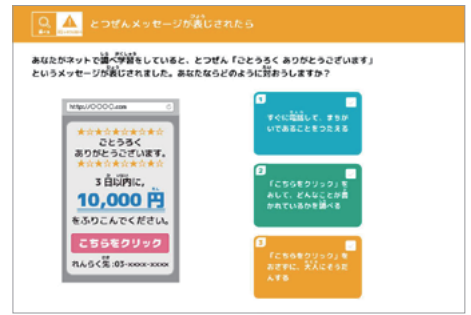 とつぜんメッセージが表じされたら
あなたがネットで調べ学習をしていると、とつぜん「ごとうろく ありがとうございます」
というメッセージが表じされました。あなたならどのように対おうしますか？
http://〇〇〇〇.com
☆☆☆☆☆☆☆☆☆
ごとうろく
ありがとうございます。
☆☆☆☆☆☆☆☆☆
3 日以内に,
10,000 円
をふりこんでください。
こちらをクリック
れんらく先:03-xxxx-xxxx
1
すぐに電話して、まちが
いであることをつたえる
2
「こちらをクリック」を
おして、どんなことが書
かれているかを調べる
3
「こちらをクリック」を
おさずに、大人にそうだ
んする